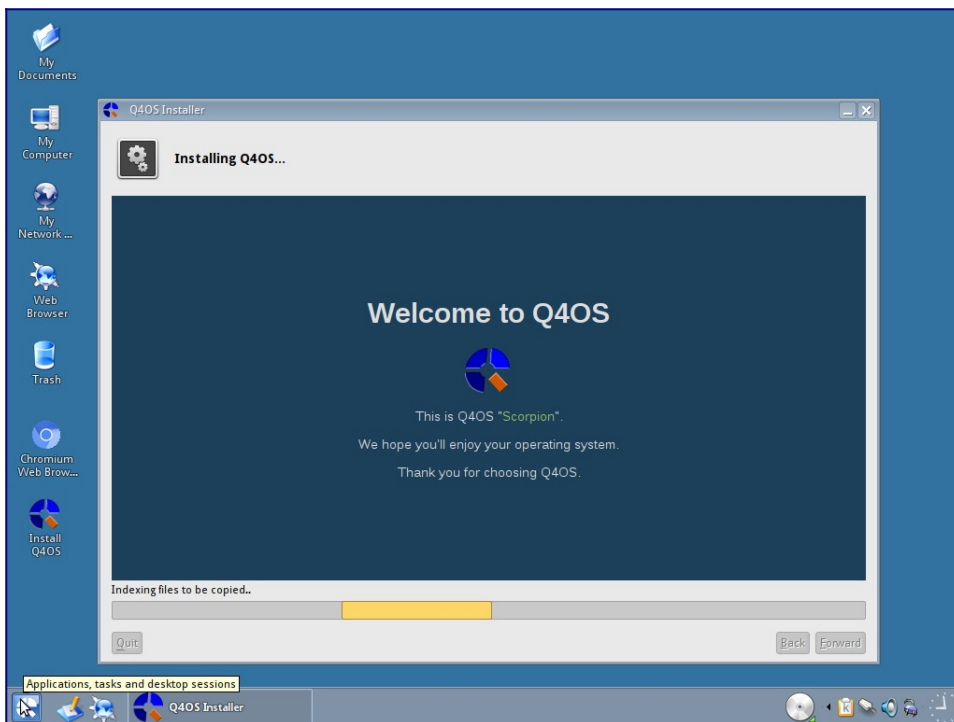 My
Documents
My
Computer
My
Network ...
Web
Browser
Trash
Chromium
Web Brow...
Install
Q4OS
Q4OS Installer
Installing Q4OS...
Welcome to Q4OS
This is Q4OS "Scorpion".
We hope you'll enjoy your operating system.
Thank you for choosing Q4OS.
Indexing files to be copied..
Quit
Back
Forward
Applications, tasks and desktop sessions
Q4OS Installer
K